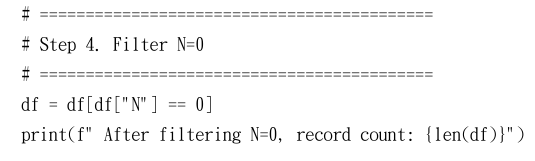 # ===========================================
# Step 4. Filter N=0
# ===========================================
df = df[df["N"] == 0]
print(f" After filtering N=0, record count: {len(df)}")